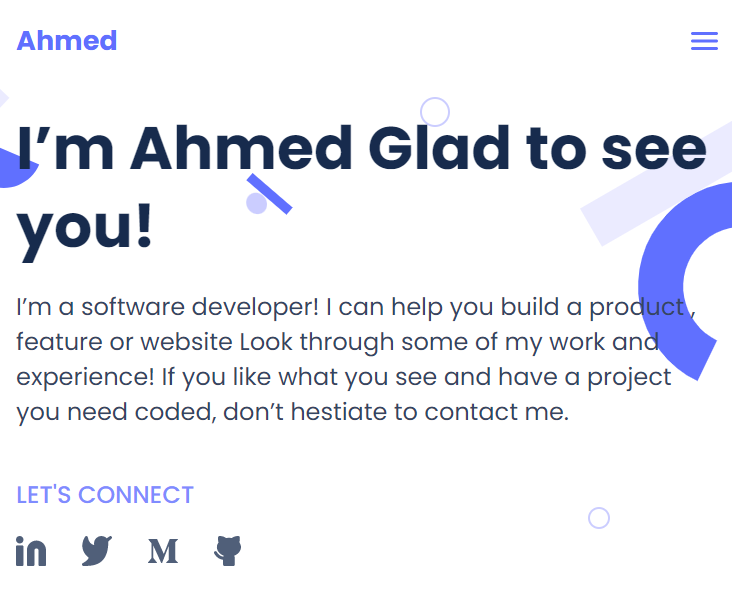 Ahmed
I’m Ahmed Glad to see
you!
I’m a software developer! I can help you build a product ,
feature or website Look through some of my work and
experience! If you like what you see and have a project
you need coded, don’t hestiate to contact me.
LET'S CONNECT